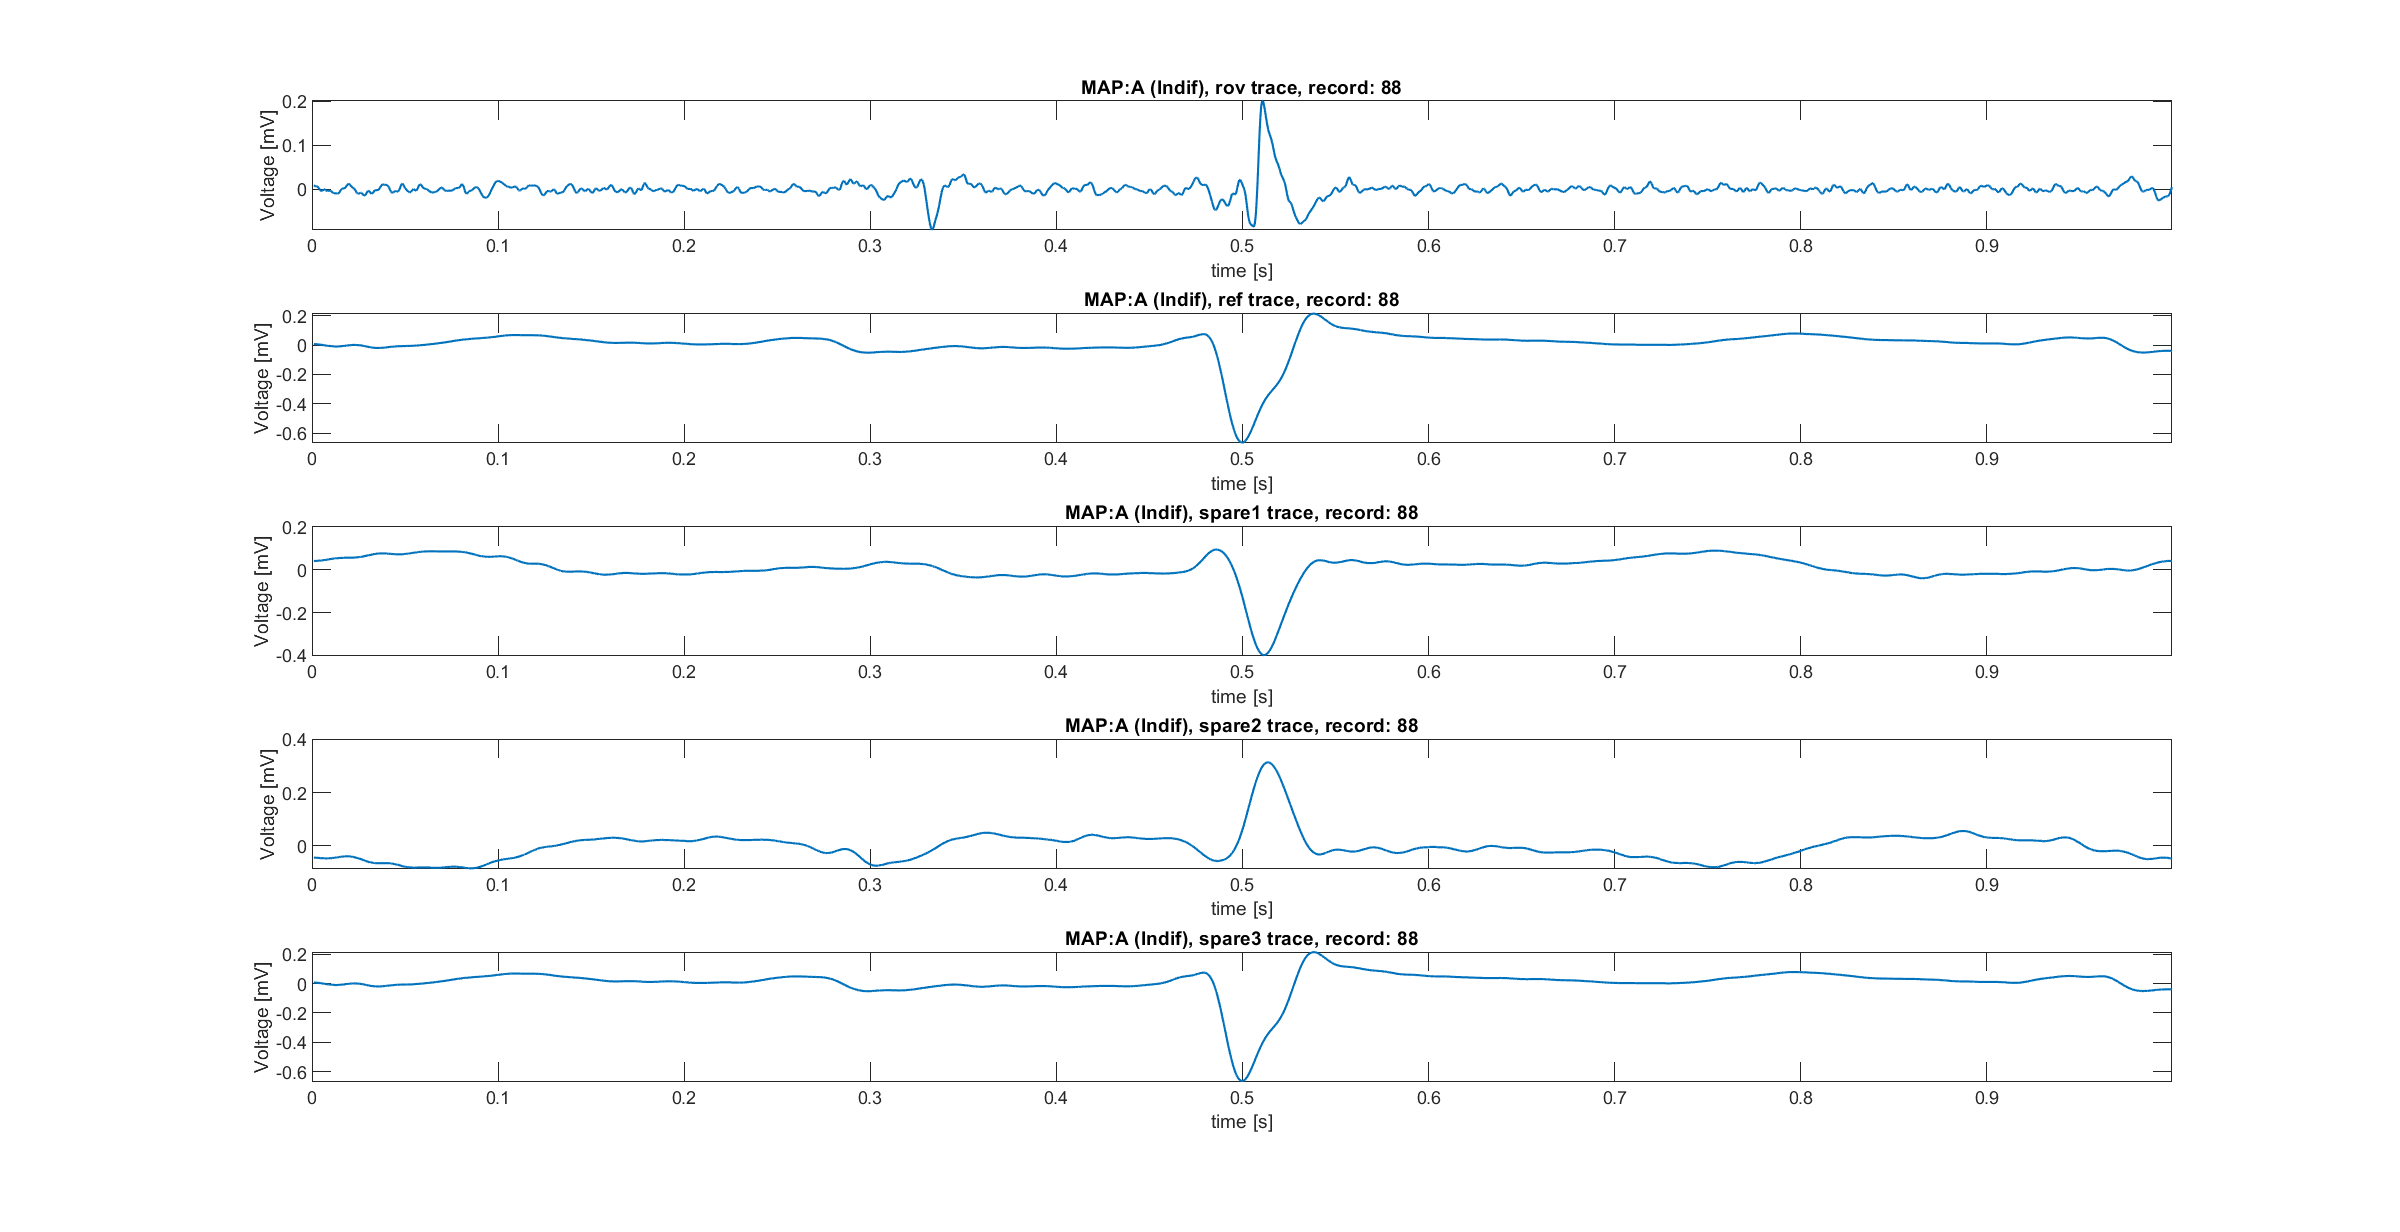 MAP:A (Indif), rov trace, record: 88
Voltage [mV]
0.2
0.1
0
0 0.1 0.2 0.3 0.4 0.5 0.6 0.7 0.8 0.9
time [s]
MAP:A (Indif), ref trace, record: 88
Voltage [mV]
0.2
0
-0.2
-0.4
-0.6
0 0.1 0.2 0.3 0.4 0.5 0.6 0.7 0.8 0.9
time [s]
MAP:A (Indif), spare1 trace, record: 88
Voltage [mV]
0.2
0
-0.2
-0.4
0 0.1 0.2 0.3 0.4 0.5 0.6 0.7 0.8 0.9
time [s]
MAP:A (Indif), spare2 trace, record: 88
Voltage [mV]
0.4
0.2
0
0 0.1 0.2 0.3 0.4 0.5 0.6 0.7 0.8 0.9
time [s]
MAP:A (Indif), spare3 trace, record: 88
Voltage [mV]
0.2
0
-0.2
-0.4
-0.6
0 0.1 0.2 0.3 0.4 0.5 0.6 0.7 0.8 0.9
time [s]